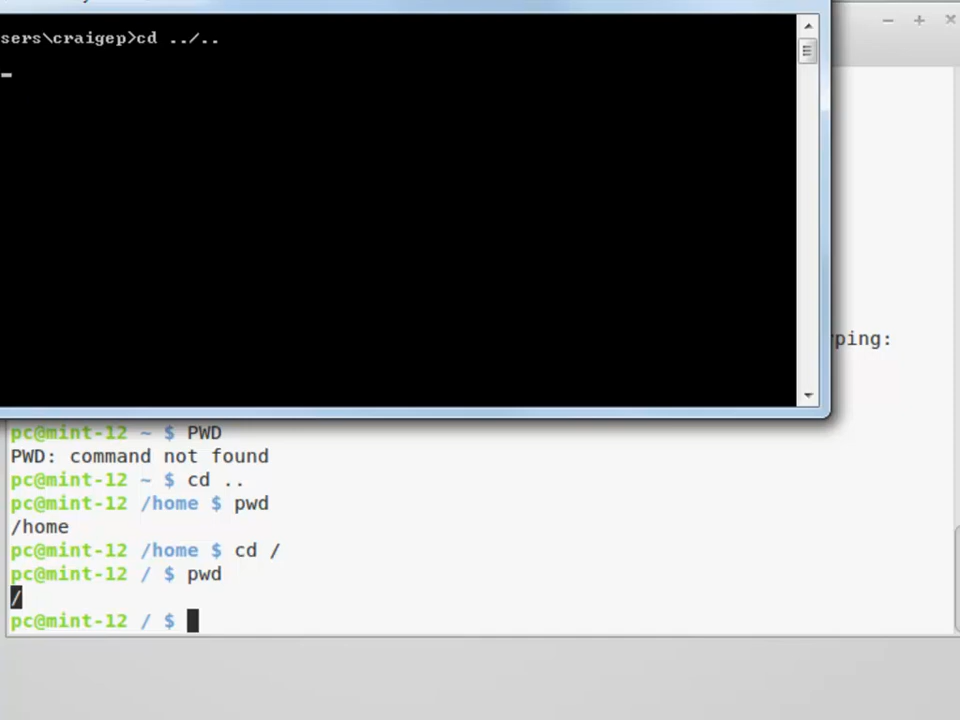 sers\craigep>cd ../..
ping:
pc@mint-12 ~ $ PWD
PWD: command not found
pc@mint-12 ~ $ cd ..
pc@mint-12 /home $ pwd
/home
pc@mint-12 /home $ cd /
pc@mint-12 / $ pwd
/
pc@mint-12 / $